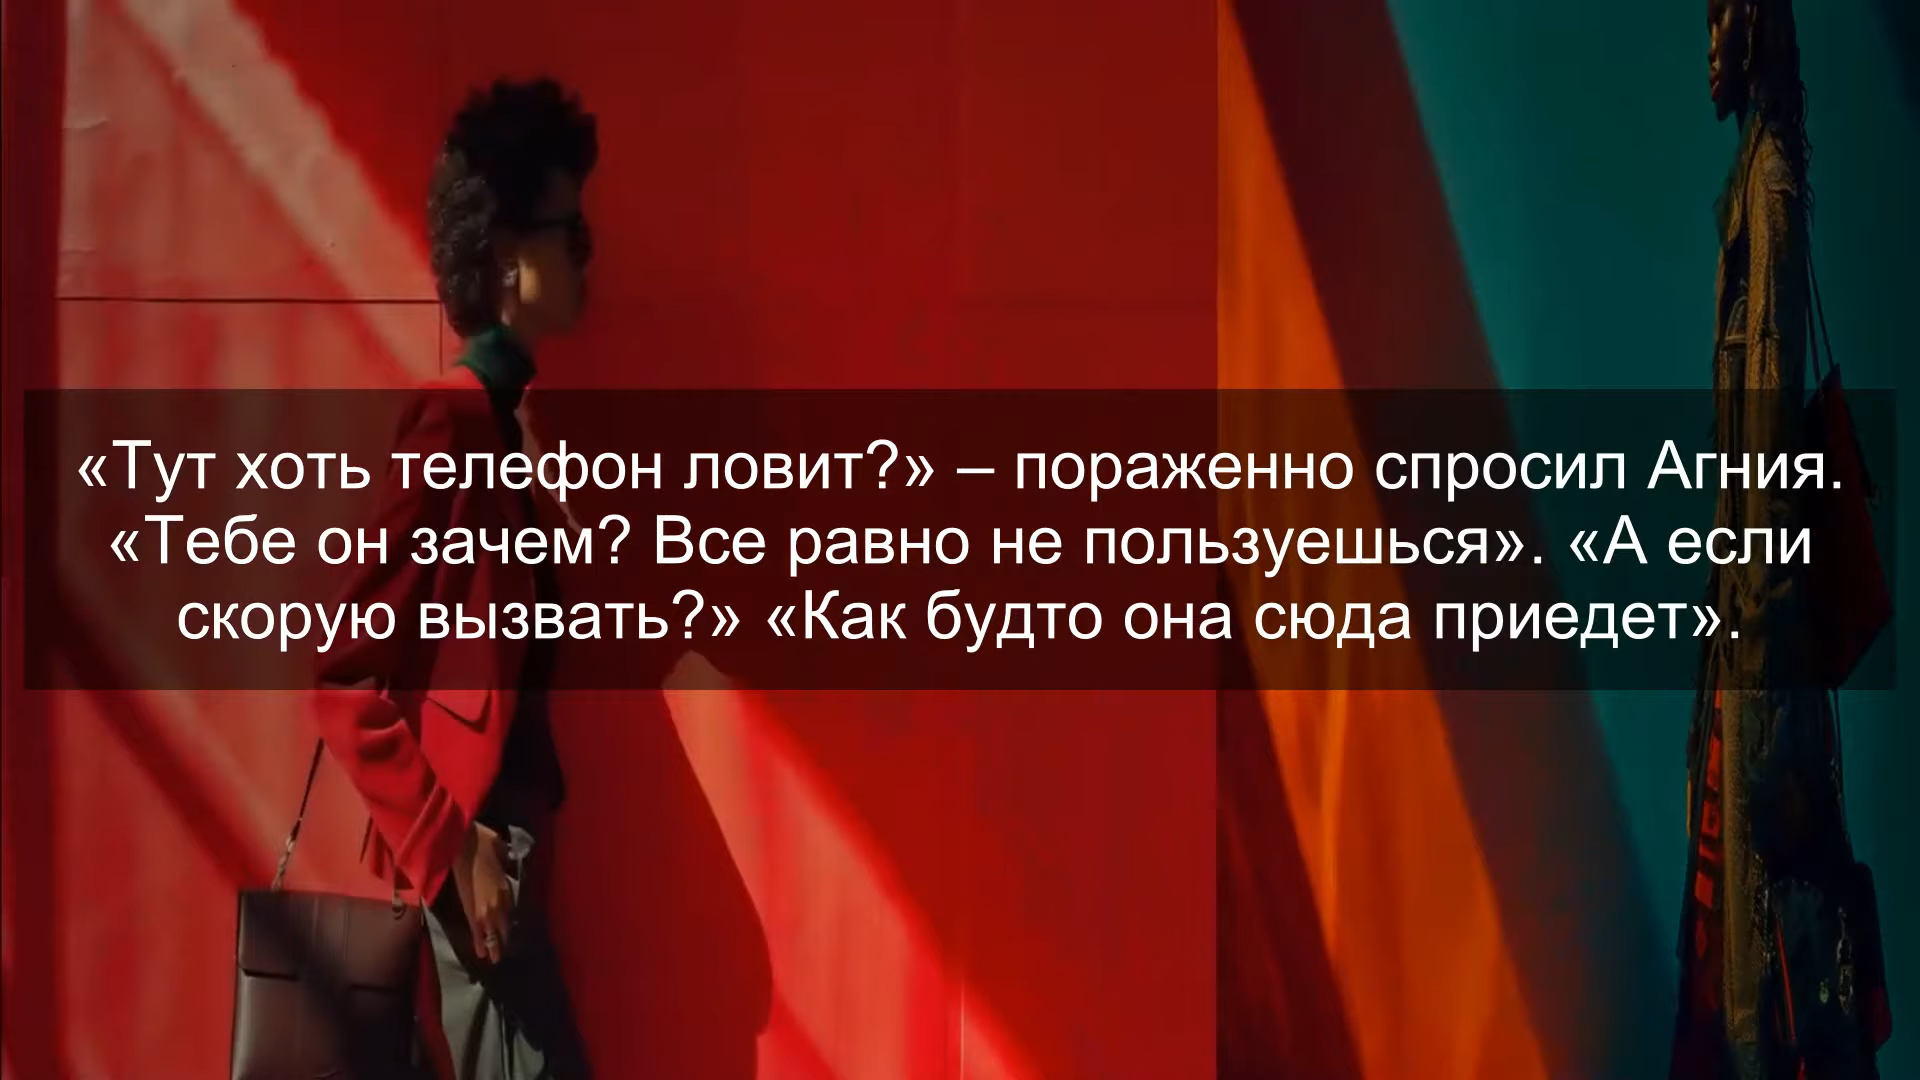 «Тут хоть телефон ловит?» – пораженно спросил Агния.
«Тебе он зачем? Все равно не пользуешься». «А если
скорую вызвать?» «Как будто она сюда приедет».